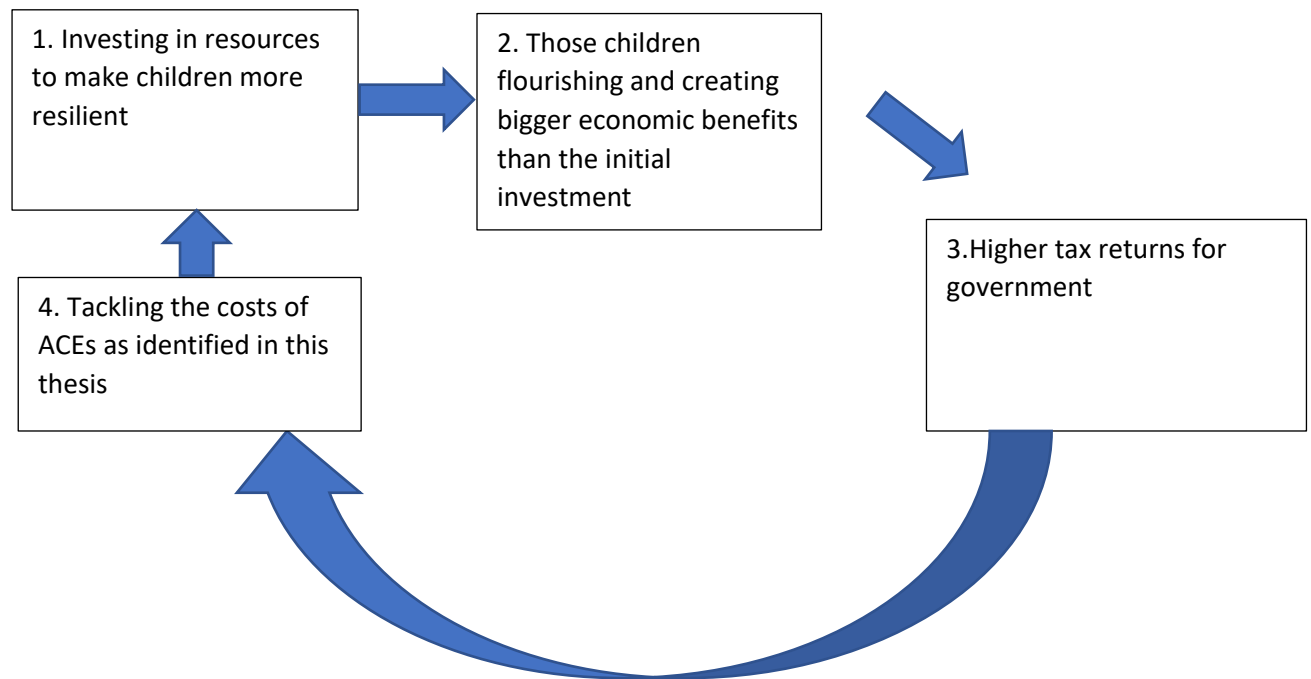 1. Investing in resources
to make children more
resilient
2. Those children
flourishing and creating
bigger economic benefits
than the initial
investment
3.Higher tax returns for
government
4. Tackling the costs of
ACEs as identified in this
thesis